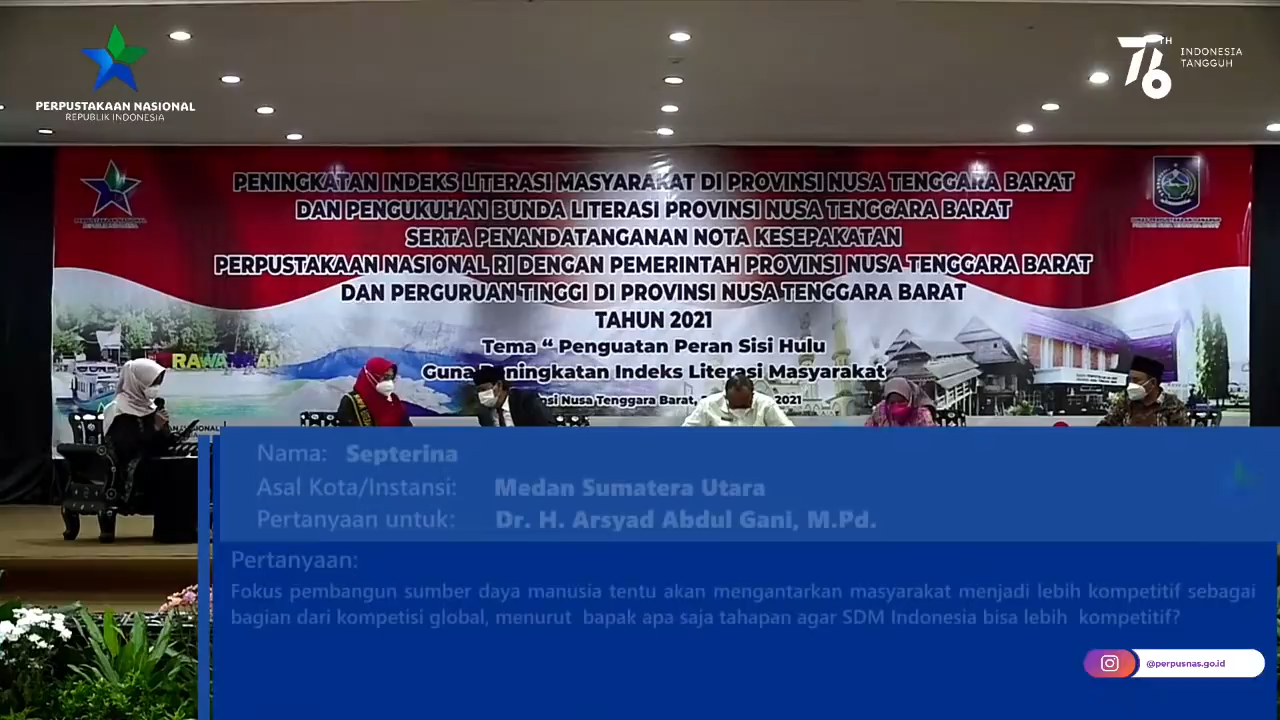 PERPUSTAKAAN NASIONAL
REPUBLIK INDONESIA
76TH
INDONESIA
TANGGUH
PENINGKATAN INDEKS LITERASI MASYARAKAT DI PROVINSI NUSA TENGGARA BARAT
DAN PENGUKUHAN BUNDA LITERASI PROVINSI NUSA TENGGARA BARAT
SERTA PENANDATANGANAN NOTA KESEPAKATAN
PERPUSTAKAAN NASIONAL RI DENGAN PEMERINTAH PROVINSI NUSA TENGGARA BARAT
DAN PERGURUAN TINGGI DI PROVINSI NUSA TENGGARA BARAT
TAHUN 2021
Tema “ Penguatan Peran Sisi Hulu
Guna Peningkatan Indeks Literasi Masyarakat
Nusa Tenggara Barat, 2021
Nama: Septerina
Asal Kota/Instansi: Medan Sumatera Utara
Pertanyaan untuk: Dr. H. Arsyad Abdul Gani, M.Pd.
Pertanyaan:
Fokus pembangun sumber daya manusia tentu akan mengantarkan masyarakat menjadi lebih kompetitif sebagai
bagian dari kompetisi global, menurut bapak apa saja tahapan agar SDM Indonesia bisa lebih kompetitif?
@perpusnas.go.id